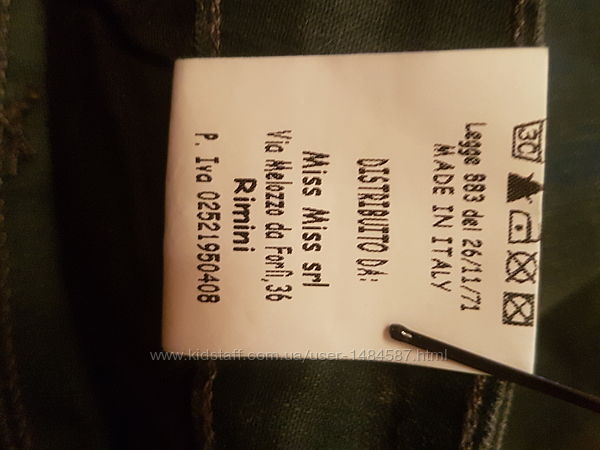 30
Legge 883 del 26/11/71
MADE IN ITALY
DISTRIBUITO DA:
Miss Miss srl
Via Melozzo da Forlì,36
Rimini
P. Iva 02521950408
www.kidstaff.com.ua/user-1484587.html